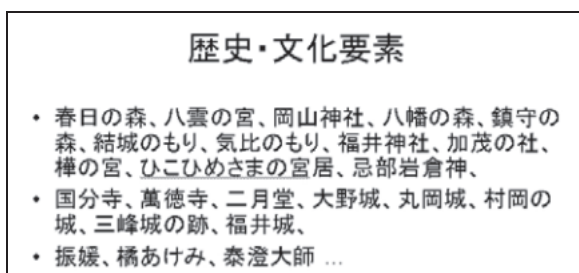 歴史・文化要素
• 春日の森、八雲の宮、岡山神社、八幡の森、鎮守の
森、結城のもり、気比のもり、福井神社、加茂の社、
樺の宮、ひこひめさまの宮居、忌部岩倉神、
• 国分寺、萬徳寺、二月堂、大野城、丸岡城、村岡の
城、三峰城の跡、福井城、
• 振媛、橘あけみ、泰澄大師 …